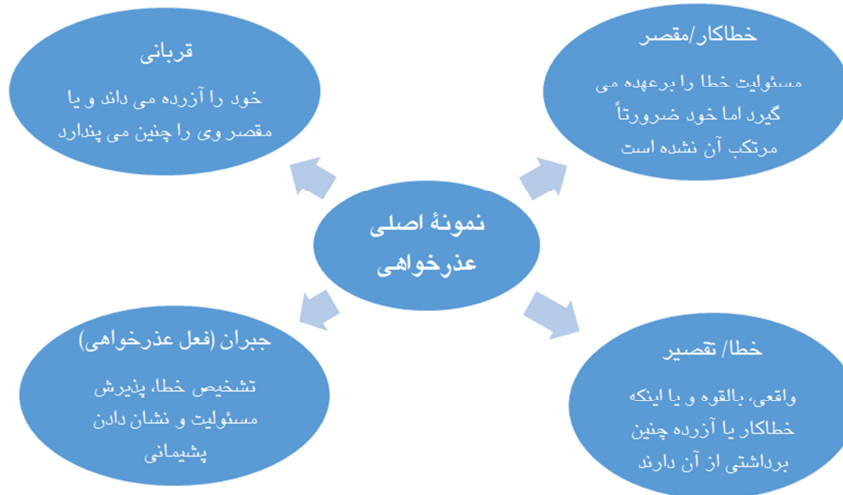 خطاکار/مقصر
مسئولیت خطا را برعهده می
گیرد اما خود ضرورتاً
مرتکب آن نشده است
قربانی
خود را آزرده می داند و یا
مقصر وی را چنین می پندارد
نمونۀ اصلی
عذرخواهی
خطا/ تقصیر
واقعی، بالقوه و یا اینکه
خطاکار یا آزرده چنین
برداشتی از آن دارند
جبران (فعل عذرخواهی)
تشخیص خطا، پذیرش
مسئولیت و نشان دادن
پشیمانی